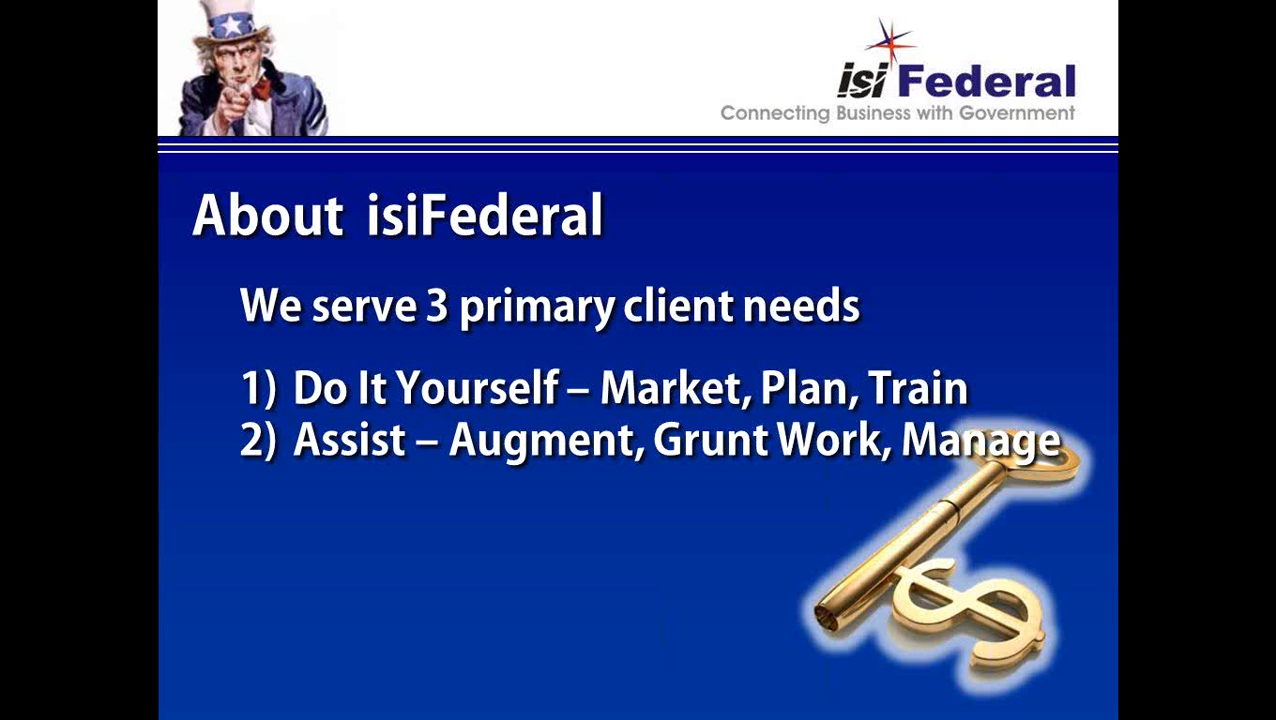 isi Federal
Connecting Business with Government
About isiFederal
We serve 3 primary client needs
1) Do It Yourself – Market, Plan, Train
2) Assist – Augment, Grunt Work, Manage